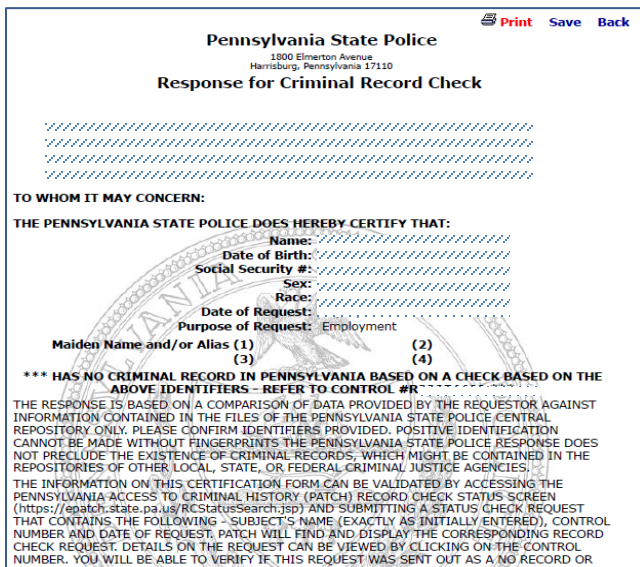 Print Save Back
Pennsylvania State Police
1800 Elmerton Avenue
Harrisburg, Pennsylvania 17110
Response for Criminal Record Check
TO WHOM IT MAY CONCERN:
THE PENNSYLVANIA STATE POLICE DOES HEREBY CERTIFY THAT:
Name:
Date of Birth:
Social Security #:
Sex:
Race:
Date of Request:
Purpose of Request: Employment
Maiden Name and/or Alias (1) (2)
(3) (4)
*** HAS NO CRIMINAL RECORD IN PENNSYLVANIA BASED ON A CHECK BASED ON THE
ABOVE IDENTIFIERS - REFER TO CONTROL #R
THE RESPONSE IS BASED ON A COMPARISON OF DATA PROVIDED BY THE REQUESTOR AGAINST
INFORMATION CONTAINED IN THE FILES OF THE PENNSYLVANIA STATE POLICE CENTRAL
REPOSITORY ONLY. PLEASE CONFIRM IDENTIFIERS PROVIDED. POSITIVE IDENTIFICATION
CANNOT BE MADE WITHOUT FINGERPRINTS THE PENNSYLVANIA STATE POLICE RESPONSE DOES
NOT PRECLUDE THE EXISTENCE OF CRIMINAL RECORDS, WHICH MIGHT BE CONTAINED IN THE
REPOSITORIES OF OTHER LOCAL, STATE, OR FEDERAL CRIMINAL JUSTICE AGENCIES.
THE INFORMATION ON THIS CERTIFICATION FORM CAN BE VALIDATED BY ACCESSING THE
PENNSYLVANIA ACCESS TO CRIMINAL HISTORY (PATCH) RECORD CHECK STATUS SCREEN
(https://epatch.state.pa.us/RCStatusSearch.jsp) AND SUBMITTING A STATUS CHECK REQUEST
THAT CONTAINS THE FOLLOWING - SUBJECT'S NAME (EXACTLY AS INITIALLY ENTERED), CONTROL
NUMBER AND DATE OF REQUEST. PATCH WILL FIND AND DISPLAY THE CORRESPONDING RECORD
CHECK REQUEST. DETAILS ON THE REQUEST CAN BE VIEWED BY CLICKING ON THE CONTROL
NUMBER. YOU WILL BE ABLE TO VERIFY IF THIS REQUEST WAS SENT OUT AS A NO RECORD OR